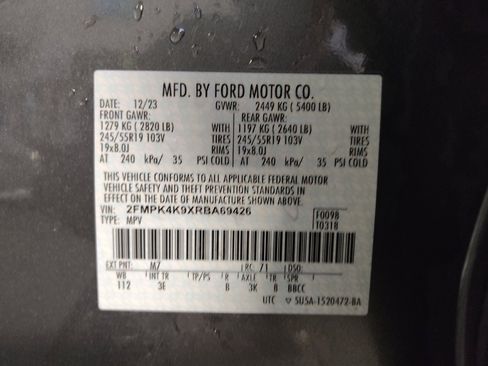 MFD. BY FORD MOTOR CO.
DATE: 12/23 GVWR: 2449 KG ( 5400 LB)
FRONT GAWR: REAR GAWR:
1279 KG ( 2820 LB) 1197 KG ( 2640 LB)
245/55R19 103V TIRES 245/55R19 103V TIRES
19x8.0J RIMS 19x8.0J RIMS
AT 240 kPa/ 35 PSI COLD AT 240 kPa/ 35 PSI COLD
THIS VEHICLE CONFORMS TO ALL APPLICABLE FEDERAL MOTOR
VEHICLE SAFETY AND THEFT PREVENTION STANDARDS IN
EFFECT ON THE DATE OF MANUFACTURE SHOWN ABOVE.
VIN: 2FMPK4K9XRBA69426 F0098
TYPE: MPV T0318
EXT PNT: M7 RC: 71 DSO:
WB INT TR TP/PS R AXLE TR SPR
112 3E B 3K 8 BBCC
UTC 5U5A-1520472-BA